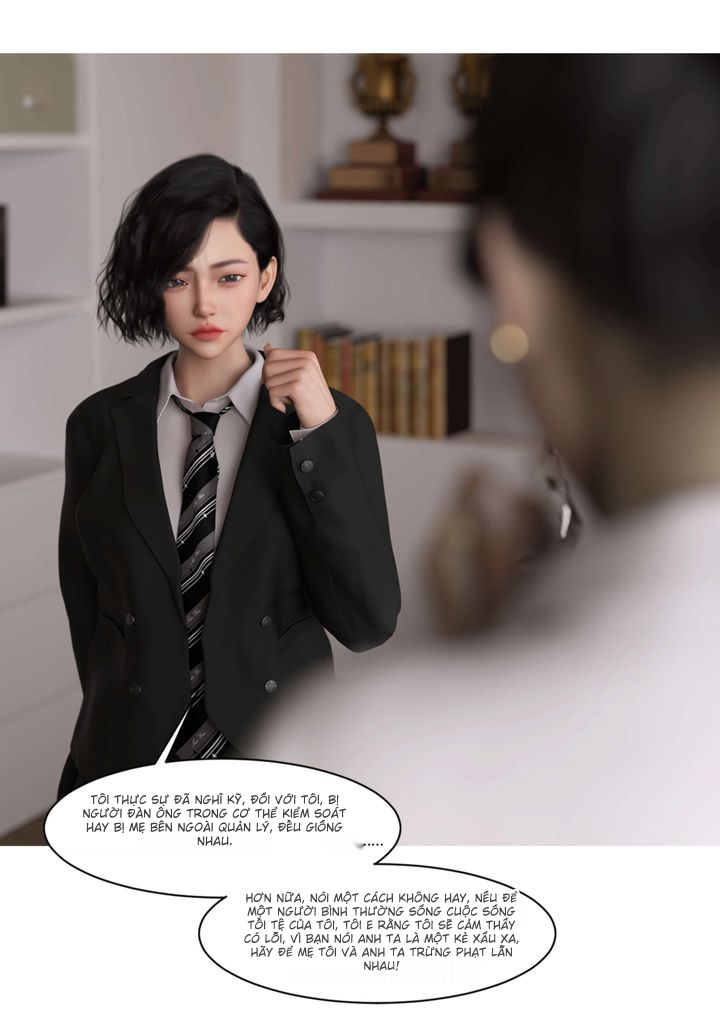 TÔI THỰC SỰ ĐÃ NGHĨ KỸ, ĐỐI VỚI TÔI, BỊ
NGƯỜI ĐÀN ÔNG TRONG CƠ THỂ KIỂM SOÁT
HAY BỊ MẸ BÊN NGOÀI QUẢN LÝ, ĐỀU GIỐNG
NHAU.
.....
HƠN NỮA, NÓI MỘT CÁCH KHÔNG HAY, NẾU ĐỂ
MỘT NGƯỜI BÌNH THƯỜNG SỐNG CUỘC SỐNG
TỒI TỆ CỦA TÔI, TÔI E RẰNG TÔI SẼ CẢM THẤY
CÓ LỖI, VÌ BẠN NÓI ANH TA LÀ MỘT KẺ XẤU XA,
HÃY ĐỂ MẸ TÔI VÀ ANH TA TRỪNG PHẠT LẪN
NHAU!